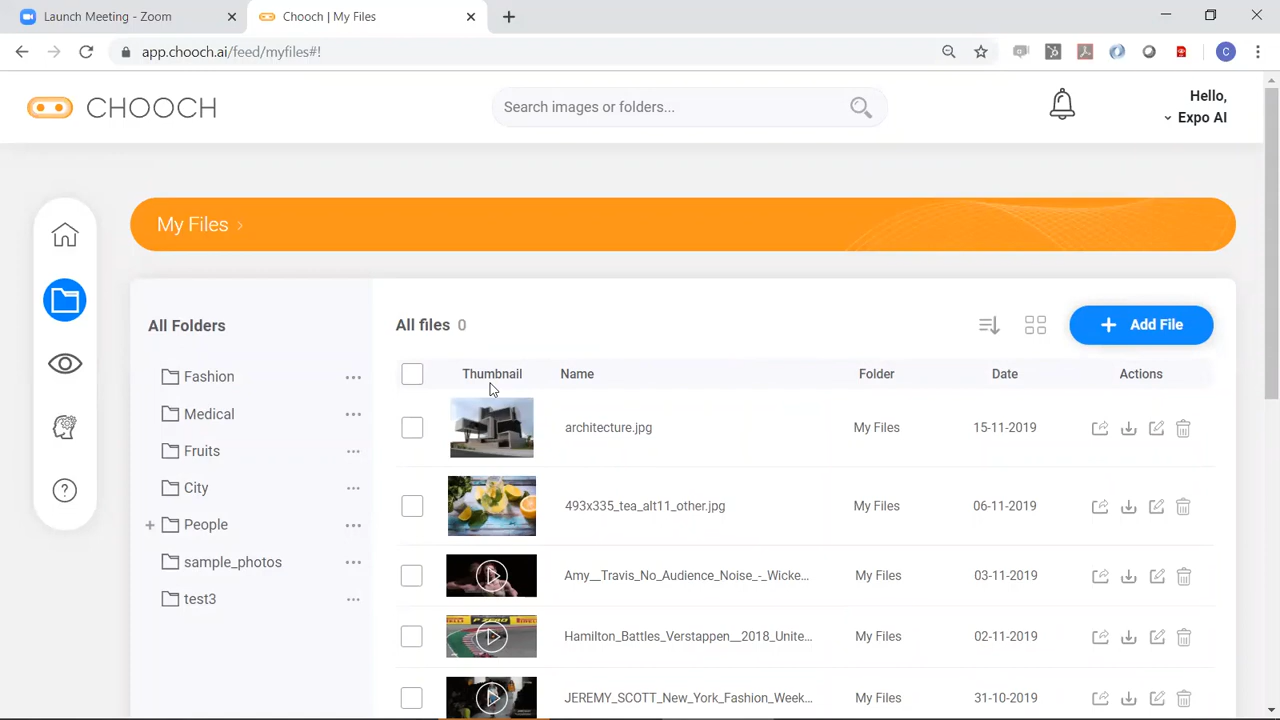 Launch Meeting - Zoom
Chooch | My Files
app.chooch.ai/feed/myfiles#!
C
CHOOCH
Search images or folders...
Hello,
Expo AI
My Files >
All Folders
Fashion
Medical
Fruits
City
People
sample_photos
test3
All files 0
+ Add File
Thumbnail Name Folder Date Actions
architecture.jpg My Files 15-11-2019
493x335_tea_alt11_other.jpg My Files 06-11-2019
Amy__Travis_No_Audience_Noise_-_Wicke... My Files 03-11-2019
Hamilton_Battles_Verstappen__2018_Unite... My Files 02-11-2019
JEREMY_SCOTT_New_York_Fashion_Week... My Files 31-10-2019